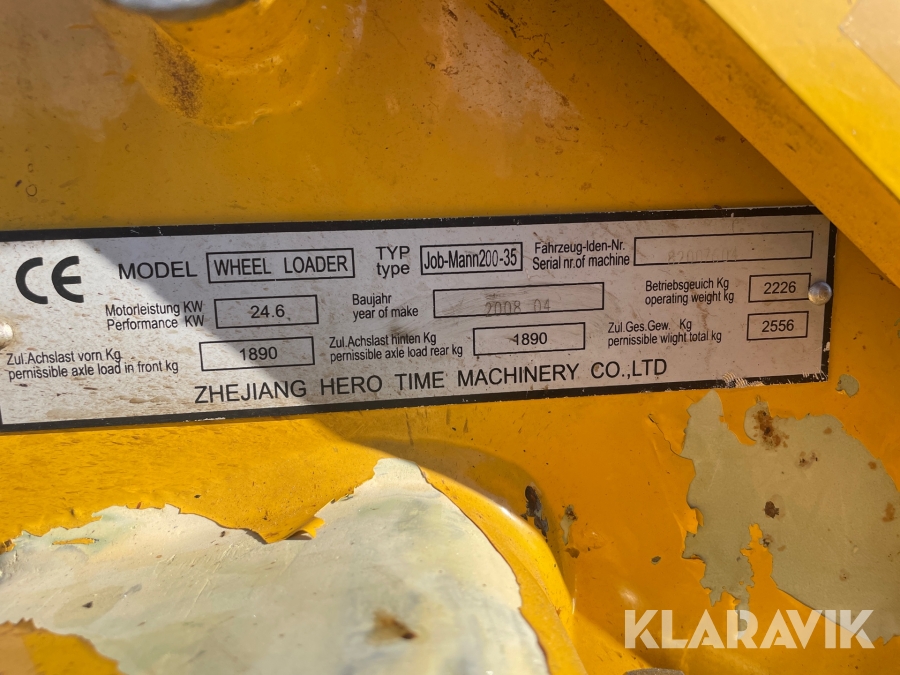 CE MODEL WHEEL LOADER TYP type Job-Mann200-35 Fahrzeug-Iden-Nr. Serial nr.of machine
Motorleistung KW Performance KW 24.6 Baujahr year of make 2008 04 Betriebsgeuich Kg operating weight kg 2226
Zul.Achslast vorn Kg pernissible axle load in front kg 1890 Zul.Achslast hinten Kg pernissible axle load rear kg 1890 Zul.Ges.Gew. Kg pernissible wight total kg 2556
ZHEJIANG HERO TIME MACHINERY CO.,LTD
KLARAVIK